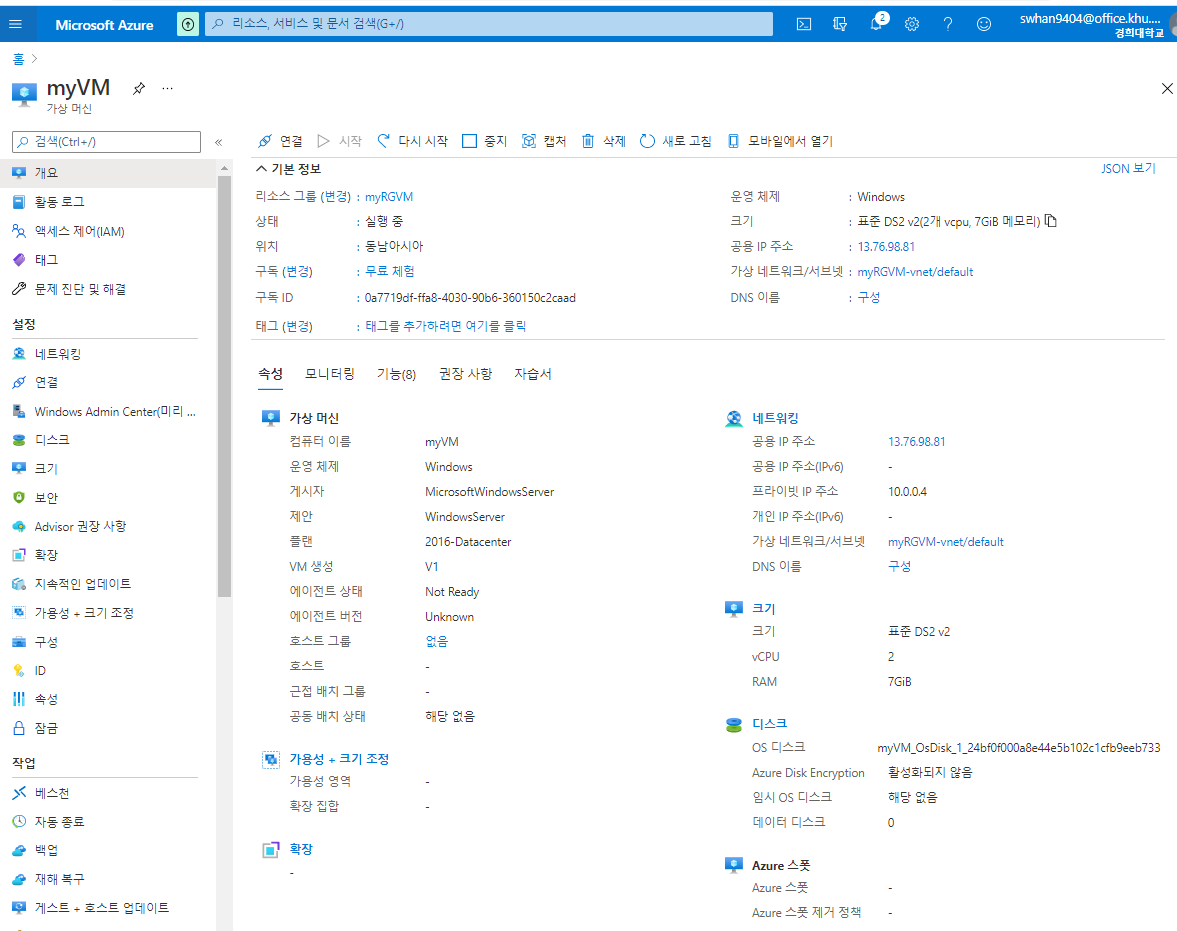 Microsoft Azure
리소스, 서비스 및 문서 검색(G+/)
2
swhan9404@office.khu....
경희대학교
홈
myVM
...
가상 머신
검색(Ctrl+/)
«
개요
활동 로그
액세스 제어(IAM)
태그
문제 진단 및 해결
설정
네트워킹
연결
Windows Admin Center(미리 ...
디스크
크기
보안
Advisor 권장 사항
확장
지속적인 업데이트
가용성 + 크기 조정
구성
ID
속성
잠금
작업
베스천
자동 종료
백업
재해 복구
게스트 + 호스트 업데이트
연결 시작 다시 시작 중지 캡처 삭제 새로 고침 모바일에서 열기
기본 정보
JSON 보기
리소스 그룹 (변경) : myRGVM
상태 : 실행 중
위치 : 동남아시아
구독 (변경) : 무료 체험
구독 ID : 0a7719df-ffa8-4030-90b6-360150c2caad
태그 (변경) : 태그를 추가하려면 여기를 클릭
운영 체제 : Windows
크기 : 표준 DS2 v2(2개 vcpu, 7GiB 메모리)
공용 IP 주소 : 13.76.98.81
가상 네트워크/서브넷 : myRGVM-vnet/default
DNS 이름 : 구성
속성 모니터링 기능(8) 권장 사항 자습서
가상 머신
컴퓨터 이름 myVM
운영 체제 Windows
게시자 MicrosoftWindowsServer
제안 WindowsServer
플랜 2016-Datacenter
VM 생성 V1
에이전트 상태 Not Ready
에이전트 버전 Unknown
호스트 그룹 없음
호스트 -
근접 배치 그룹 -
공동 배치 상태 해당 없음
가용성 + 크기 조정
가용성 영역 -
확장 집합 -
확장
-
네트워킹
공용 IP 주소 13.76.98.81
공용 IP 주소(IPv6) -
프라이빗 IP 주소 10.0.0.4
개인 IP 주소(IPv6) -
가상 네트워크/서브넷 myRGVM-vnet/default
DNS 이름 구성
크기
크기 표준 DS2 v2
vCPU 2
RAM 7GiB
디스크
OS 디스크 myVM_OsDisk_1_24bf0f000a8e44e5b102c1cfb9eeb733
Azure Disk Encryption 활성화되지 않음
임시 OS 디스크 해당 없음
데이터 디스크 0
Azure 스폿
Azure 스폿 -
Azure 스폿 제거 정책 -